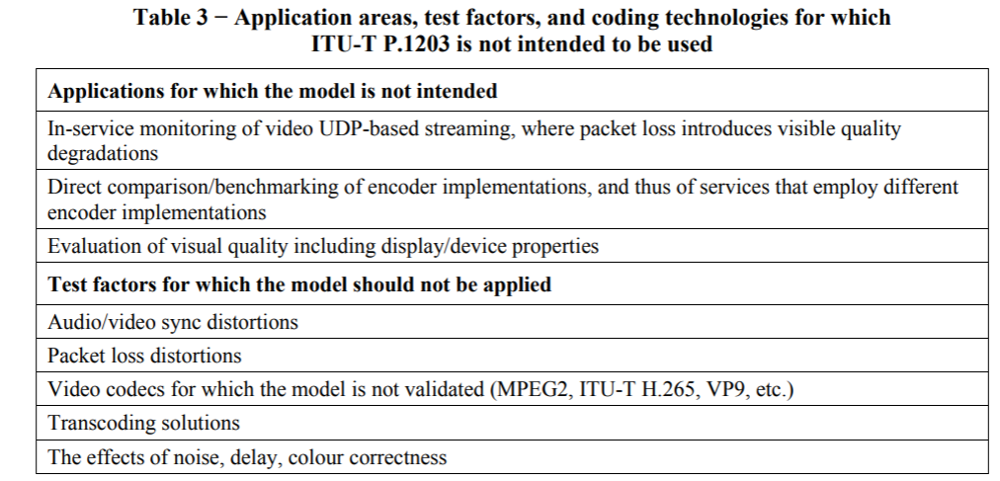 Table 3 − Application areas, test factors, and coding technologies for which
ITU-T P.1203 is not intended to be used
Applications for which the model is not intended
In-service monitoring of video UDP-based streaming, where packet loss introduces visible quality
degradations
Direct comparison/benchmarking of encoder implementations, and thus of services that employ different
encoder implementations
Evaluation of visual quality including display/device properties
Test factors for which the model should not be applied
Audio/video sync distortions
Packet loss distortions
Video codecs for which the model is not validated (MPEG2, ITU-T H.265, VP9, etc.)
Transcoding solutions
The effects of noise, delay, colour correctness